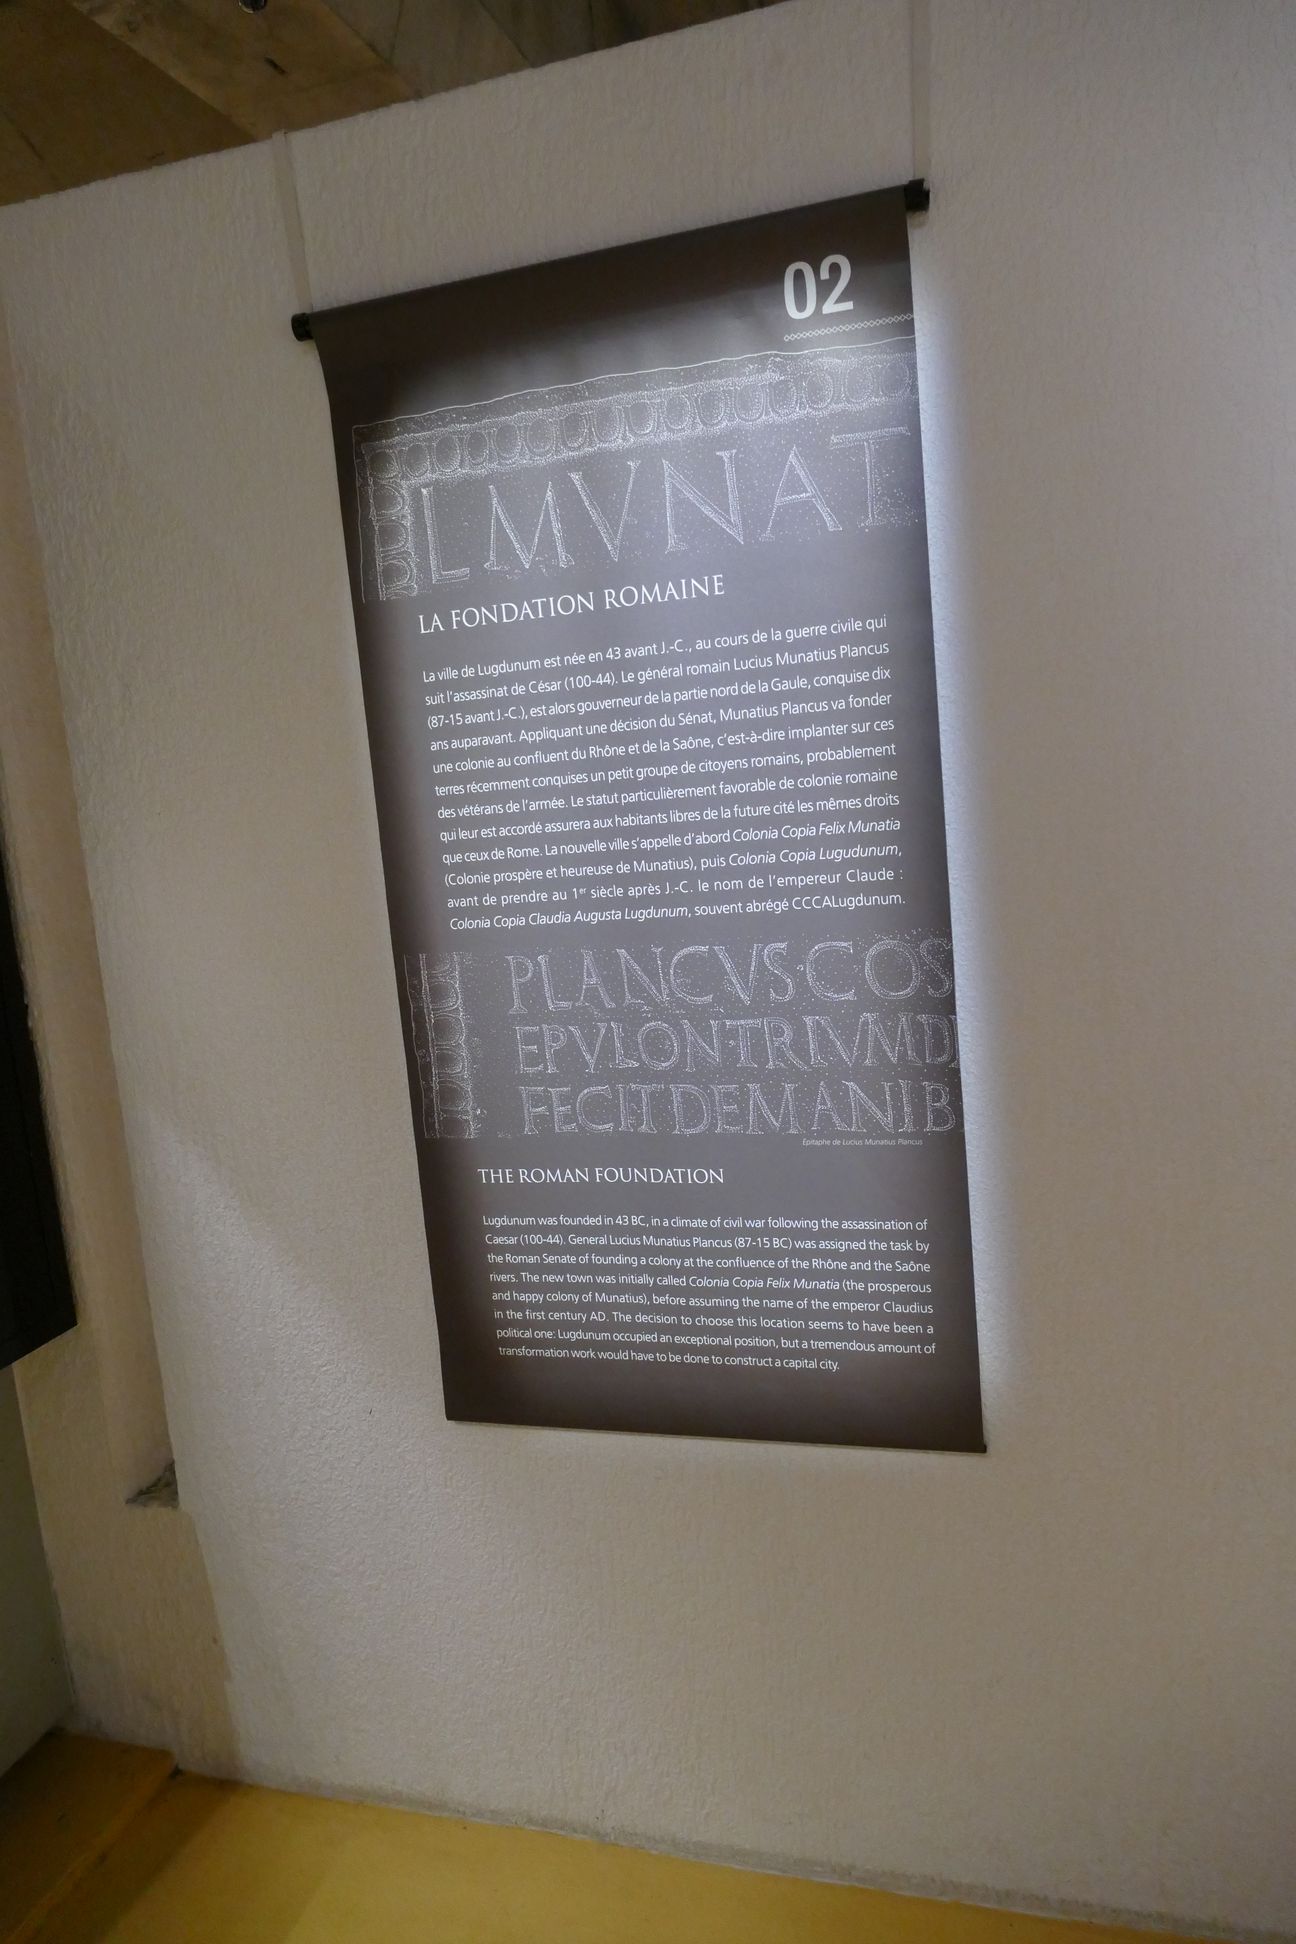 02
L MVNAT
LA FONDATION ROMAINE
La ville de Lugdunum est née en 43 avant J.-C., au cours de la guerre civile qui
suit l'assassinat de César (100-44). Le général romain Lucius Munatius Plancus
(87-15 avant J.-C.), est alors gouverneur de la partie nord de la Gaule, conquise dix
ans auparavant. Appliquant une décision du Sénat, Munatius Plancus va fonder
une colonie au confluent du Rhône et de la Saône, c'est-à-dire implanter sur ces
terres récemment conquises un petit groupe de citoyens romains, probablement
des vétérans de l'armée. Le statut particulièrement favorable de colonie romaine
qui leur est accordé assurera aux habitants libres de la future cité les mêmes droits
que ceux de Rome. La nouvelle ville s'appelle d'abord Colonia Copia Felix Munatia
(Colonie prospère et heureuse de Munatius), puis Colonia Copia Lugudunum,
avant de prendre au 1er siècle après J.-C. le nom de l'empereur Claude :
Colonia Copia Claudia Augusta Lugdunum, souvent abrégé CCCALugdunum.
PLANCVS COS
EPVLON·TRIVMD
FECIT DE MANIB
Epitaphe de Lucius Munatius Plancus
THE ROMAN FOUNDATION
Lugdunum was founded in 43 BC, in a climate of civil war following the assassination of
Caesar (100-44). General Lucius Munatius Plancus (87-15 BC) was assigned the task by
the Roman Senate of founding a colony at the confluence of the Rhône and the Saône
rivers. The new town was initially called Colonia Copia Felix Munatia (the prosperous
and happy colony of Munatius), before assuming the name of the emperor Claudius
in the first century AD. The decision to choose this location seems to have been a
political one: Lugdunum occupied an exceptional position, but a tremendous amount of
transformation work would have to be done to construct a capital city.